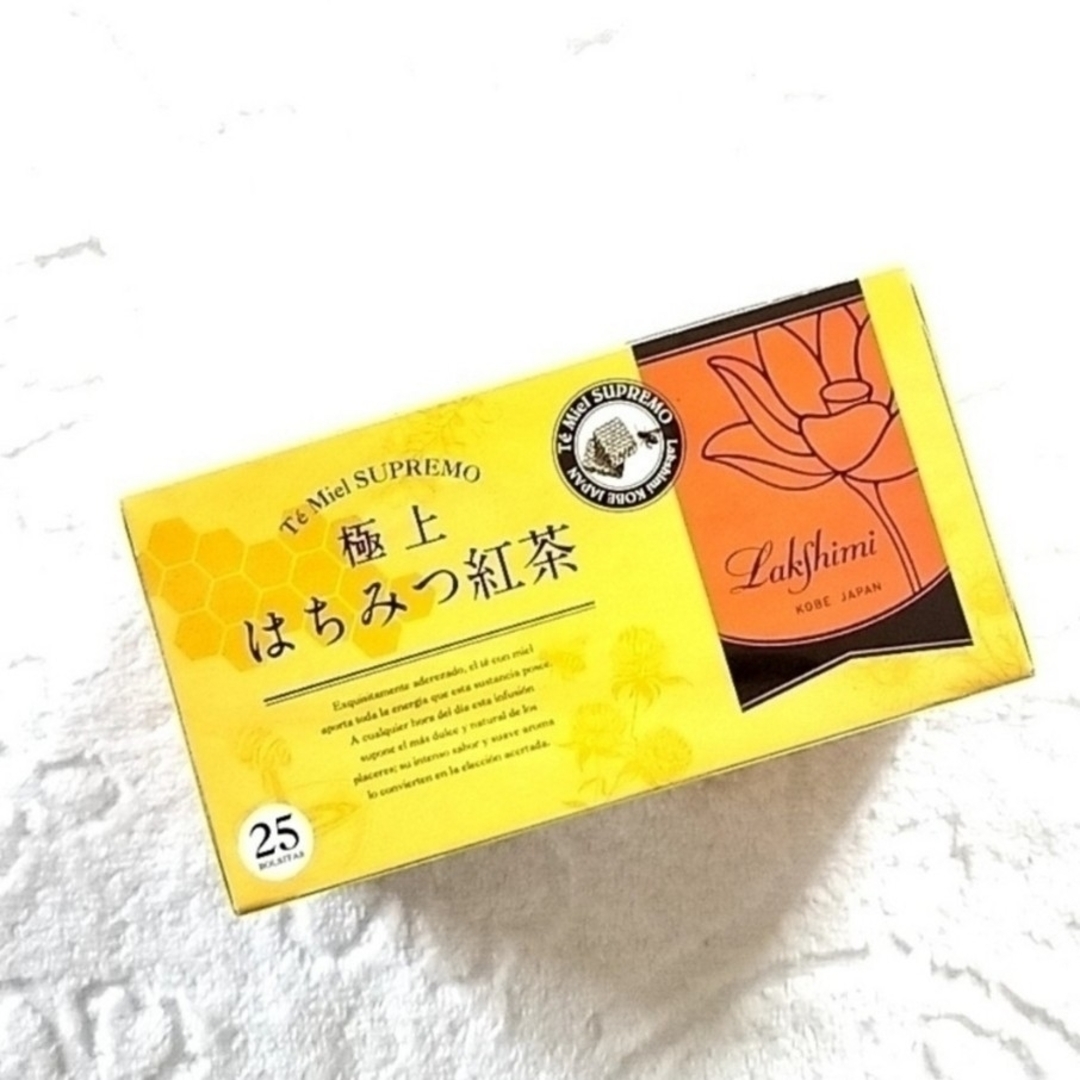 Té Miel SUPREMO
極上
はちみつ紅茶
Exquisitamente aderezado, el té con miel
aporta toda la energía que esta sustancia posee.
A cualquier hora del día esta infusión
supone el más dulce y natural de los
placeres; su intenso sabor y suave aroma
lo convierten en la elección acertada.
25
BOLSITAS
Té Miel SUPREMO
Lakshimi KOBE JAPAN
Lakshimi
KOBE JAPAN